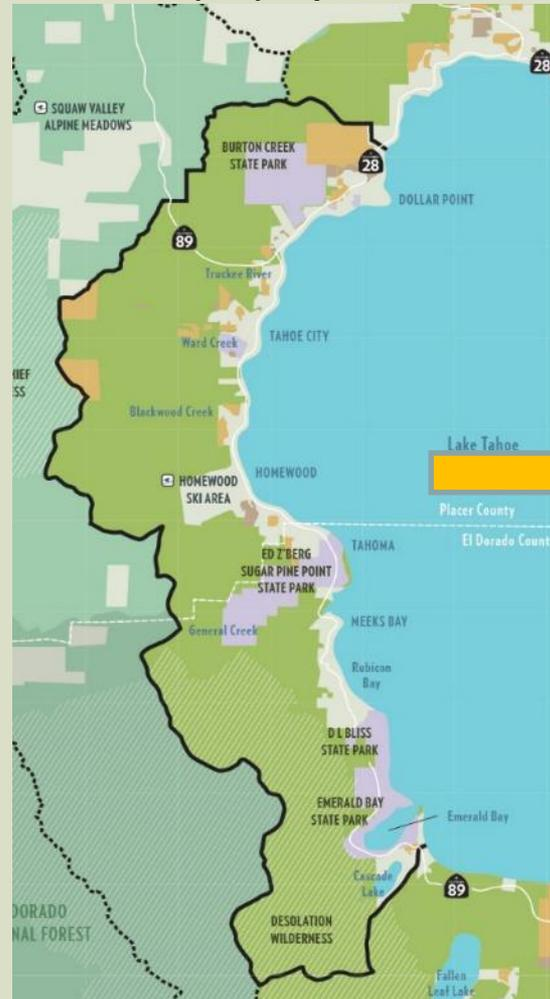 28
SQUAW VALLEY
ALPINE MEADOWS
BURTON CREEK
STATE PARK
28
DOLLAR POINT
89
Truckee River
TAHOE CITY
Ward Creek
IEF
SS
Blackwood Creek
Lake Tahoe
HOMEWOOD
HOMEWOOD
SKI AREA
Placer County
El Dorado Count
TAHOMA
ED Z'BERG
SUGAR PINE POINT
STATE PARK
MEEKS BAY
General Creek
Rubicon
Bay
D L BLISS
STATE PARK
EMERALD BAY
STATE PARK
Emerald Bay
Cascade
Lake
89
DORADO
NAL FOREST
DESOLATION
WILDERNESS
Fallen
Leaf Lake